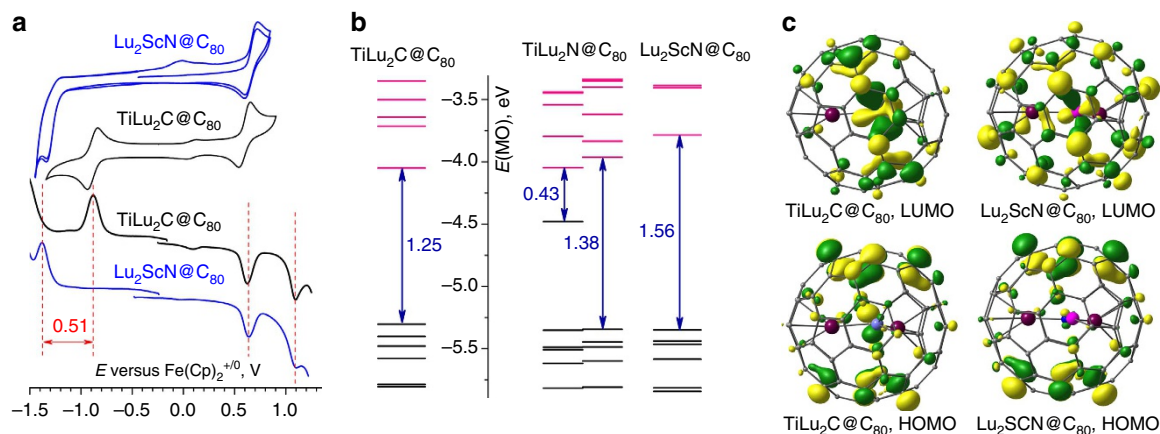 a
Lu₂ScN@C₈₀
TiLu₂C@C₈₀
TiLu₂C@C₈₀
Lu₂ScN@C₈₀
0.51
E versus Fe(Cp)₂⁺/⁰, V
−1.5 −1.0 −0.5 0.0 0.5 1.0
b
TiLu₂C@C₈₀
TiLu₂N@C₈₀
Lu₂ScN@C₈₀
E(MO), eV
−3.5
−4.0
−4.5
−5.0
−5.5
1.25
0.43
1.38
1.56
c
TiLu₂C@C₈₀, LUMO
Lu₂ScN@C₈₀, LUMO
TiLu₂C@C₈₀, HOMO
Lu₂SCN@C₈₀, HOMO